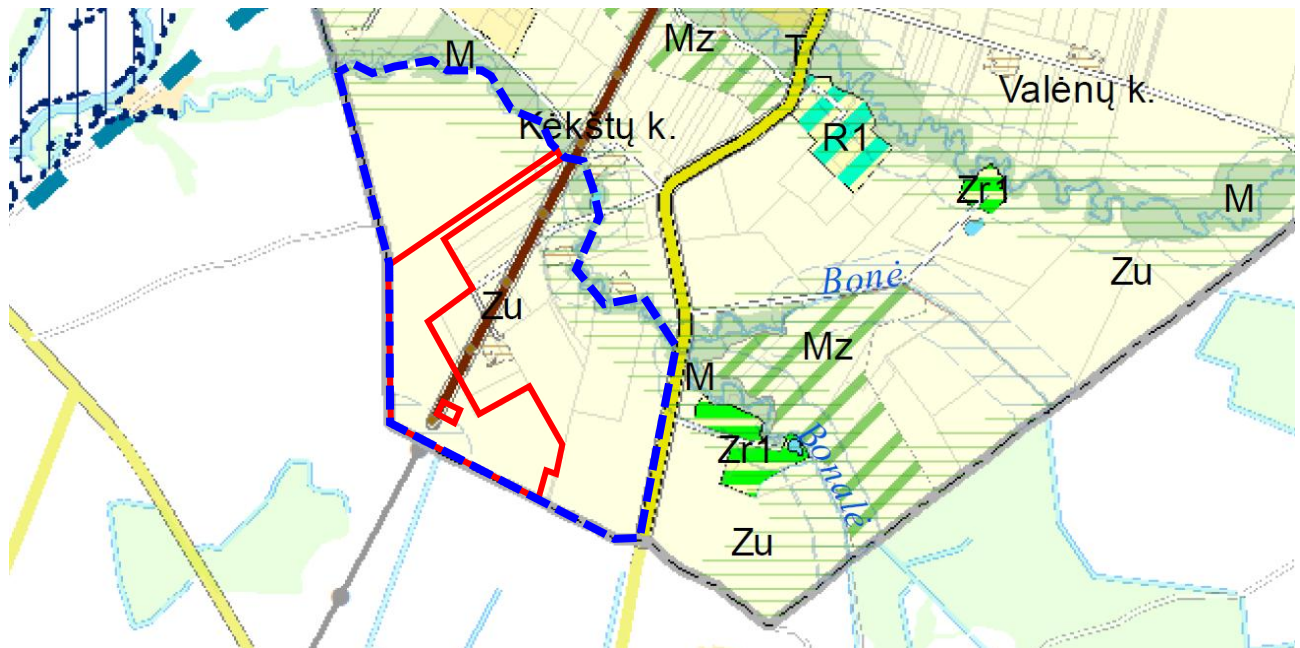 Mz
T
M
Valėnų k.
Kėkštų k.
R1
Zr1
M
Zu
Bonė
Zu
Mz
M
Zr1
Bonalė
Zu